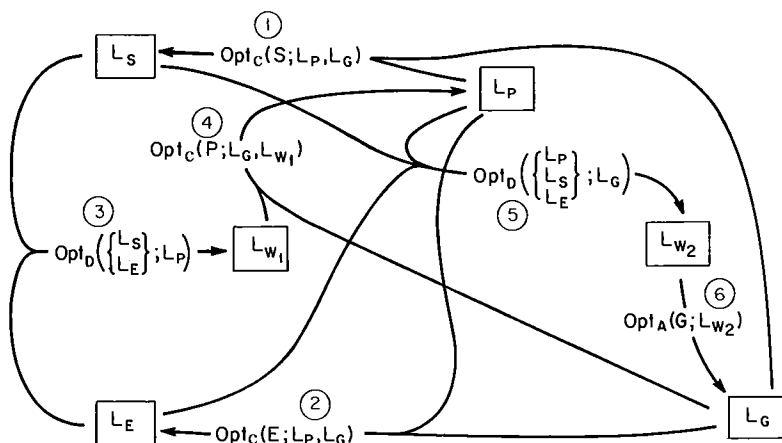 1
L_S
Opt_C(S;L_P,L_G)
L_P
4
Opt_C(P;L_G,L_W1)
Opt_D({L_P L_S L_E};L_G)
5
3
Opt_D({L_S L_E};L_P)
L_W1
L_W2
6
Opt_A(G;L_W2)
2
L_E
Opt_C(E;L_P,L_G)
L_G